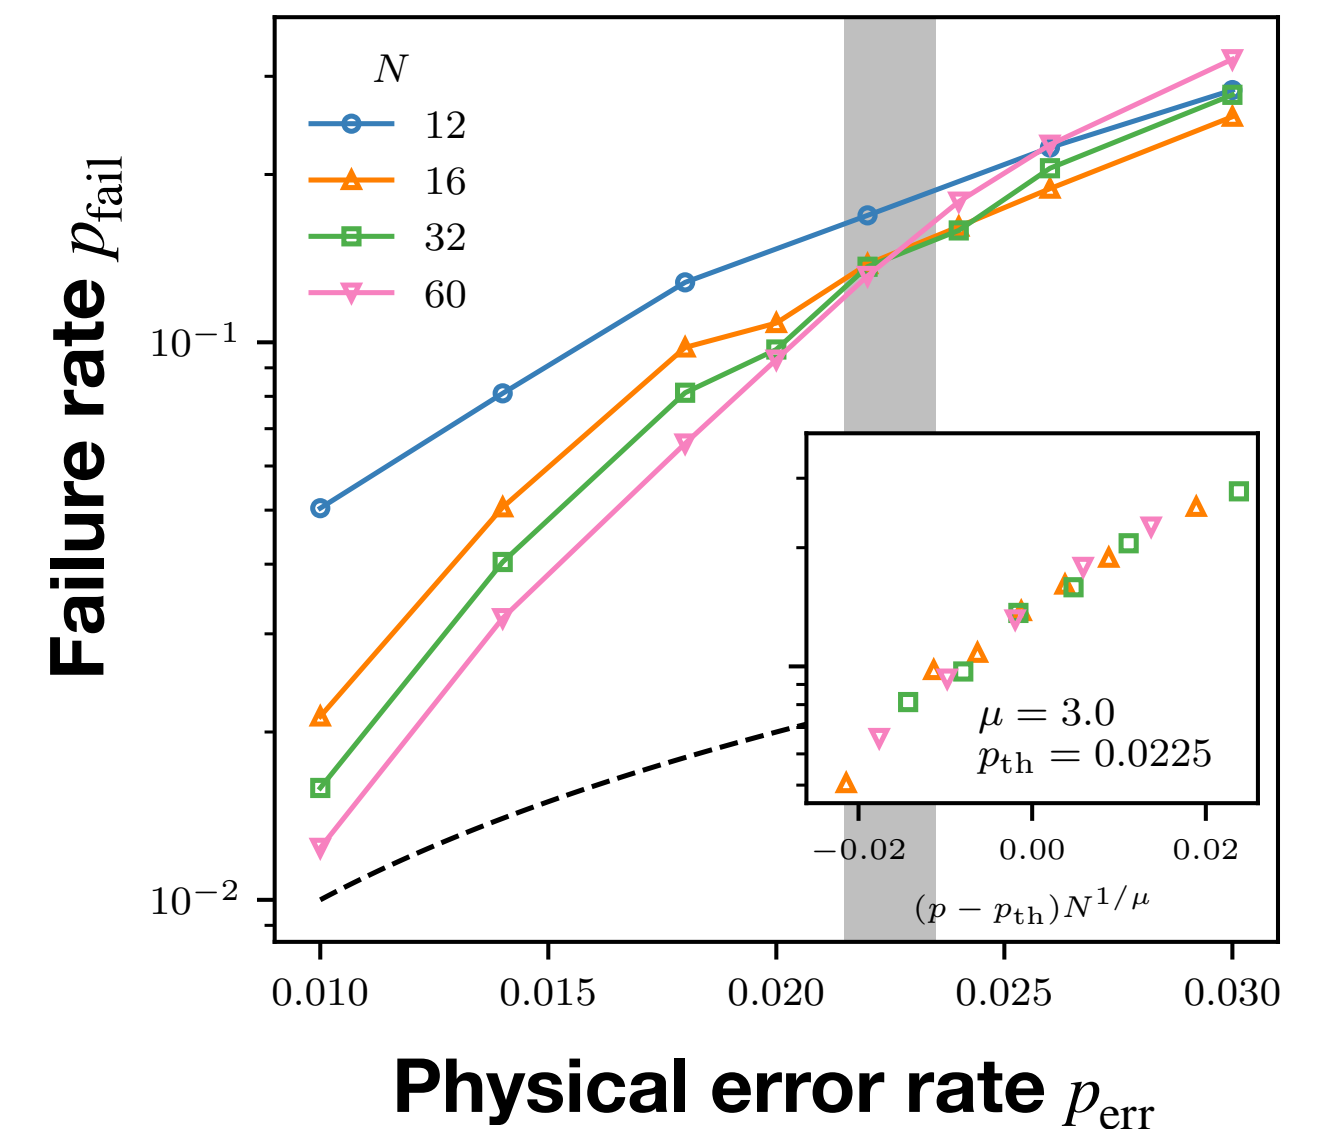 N
12
16
32
60
Failure rate p_fail
10⁻¹
10⁻²
μ = 3.0
p_th = 0.0225
−0.02 0.00 0.02
(p − p_th)N^{1/μ}
0.010 0.015 0.020 0.025 0.030
Physical error rate p_err